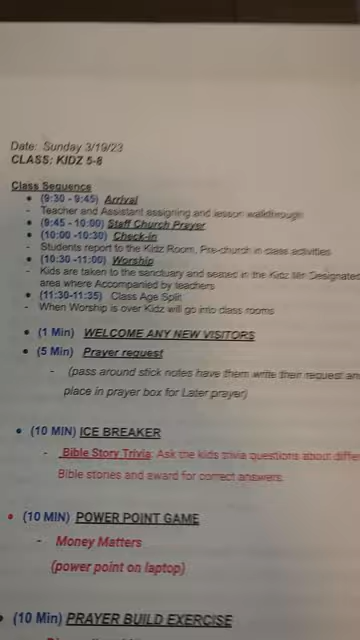 Date: Sunday 3/19/23
CLASS: KIDZ 5-8
Class Sequence
• (9:30 - 9:45) Arrival
- Teacher and Assistant assigning and lesson walkthrough
• (9:45 - 10:00) Staff Church Prayer
• (10:00 -10:30) Check-in
- Students report to the Kidz Room, Pre-church in class activities
• (10:30 -11:00) Worship
- Kids are taken to the sanctuary and seated in the Kidz Designated
area where Accompanied by teachers
• (11:30-11:35) Class Age Split
- When Worship is over Kidz will go into class rooms
• (1 Min) WELCOME ANY NEW VISITORS
• (5 Min) Prayer request
- (pass around stick notes have them write their request an
place in prayer box for Later prayer)
• (10 MIN) ICE BREAKER
- Bible Story Trivia: Ask the kids trivia questions about diffe
Bible stories and award for correct answers.
• (10 MIN) POWER POINT GAME
- Money Matters
(power point on laptop)
• (10 Min) PRAYER BUILD EXERCISE